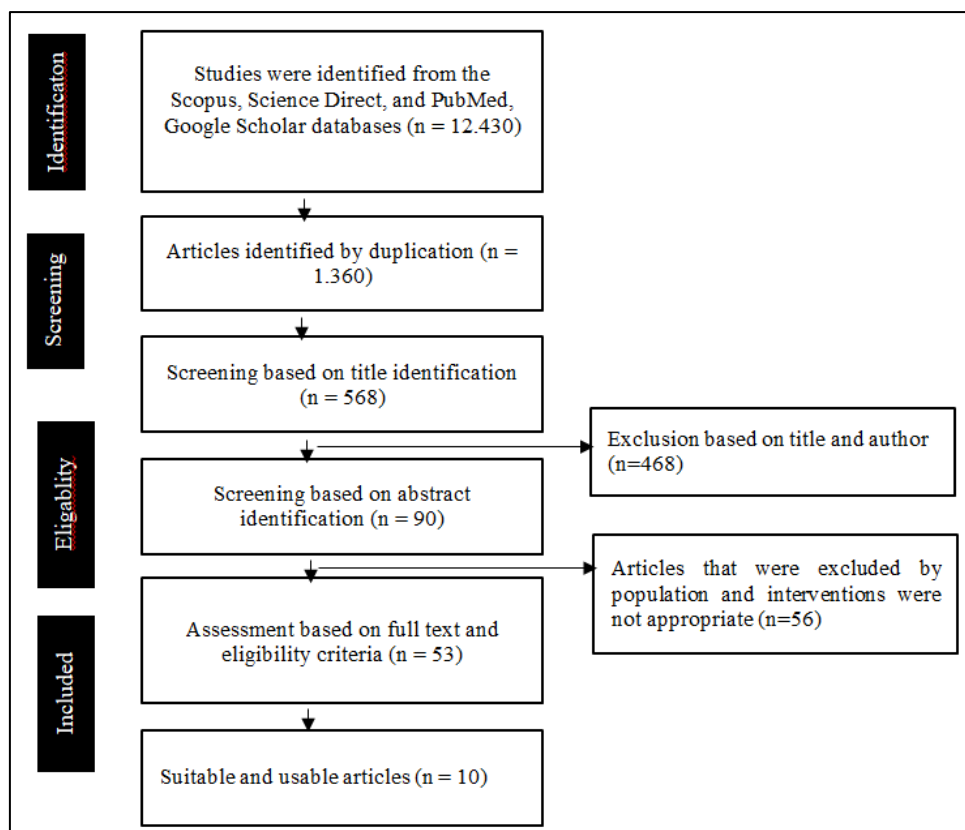 Identificaton
Studies were identified from the
Scopus, Science Direct, and PubMed,
Google Scholar databases (n = 12.430)
Screening
Articles identified by duplication (n =
1.360)
Screening based on title identification
(n = 568)
Exclusion based on title and author
(n=468)
Eligablity
Screening based on abstract
identification (n = 90)
Articles that were excluded by
population and interventions were
not appropriate (n=56)
Assessment based on full text and
eligibility criteria (n = 53)
Included
Suitable and usable articles (n = 10)